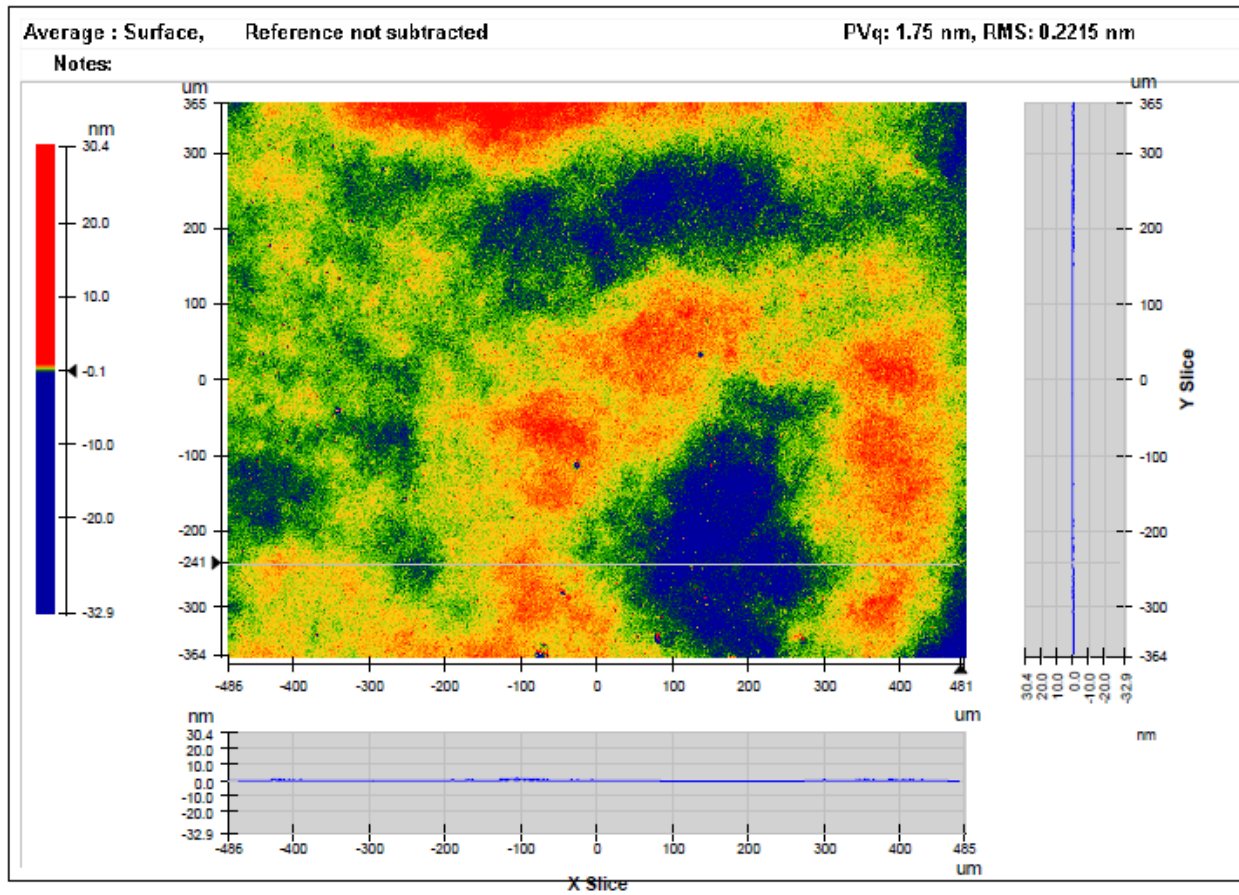 Average : Surface, Reference not subtracted PVq: 1.75 nm, RMS: 0.2215 nm
Notes:
um
365
300
200
100
0
-100
-200
-241
-300
-364
nm
30.4
20.0
10.0
-0.1
-10.0
-20.0
-32.9
-486 -400 -300 -200 -100 0 100 200 300 400 481
um
um
365
300
200
100
0
-100
-200
-300
-364
Y Slice
30.4 20.0 10.0 0.0 -10.0 -20.0 -32.9
nm
nm
30.4
20.0
10.0
0.0
-10.0
-20.0
-32.9
-486 -400 -300 -200 -100 0 100 200 300 400 485
um
X Slice